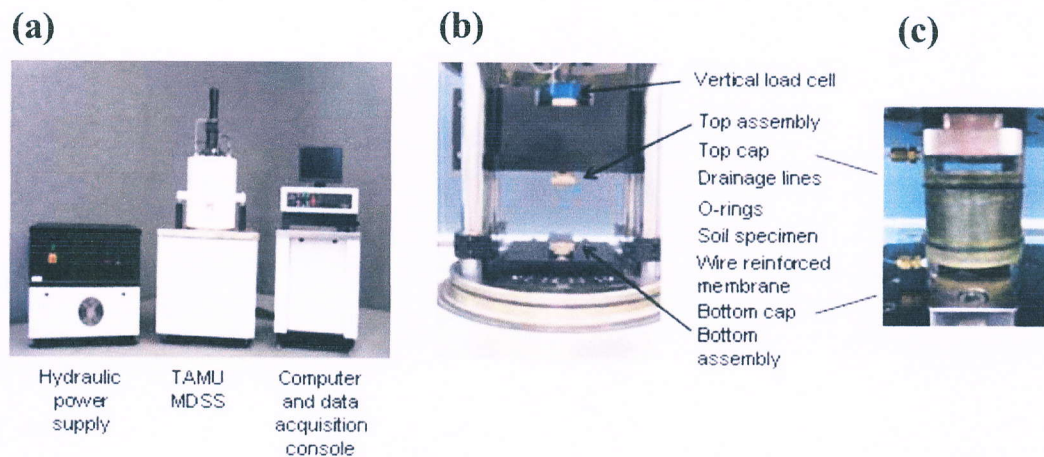 (a)
Hydraulic
power
supply
TAMU
MDSS
Computer
and data
acquisition
console
(b)
Vertical load cell
Top assembly
Top cap
Drainage lines
O-rings
Soil specimen
Wire reinforced
membrane
Bottom cap
Bottom
assembly
(c)